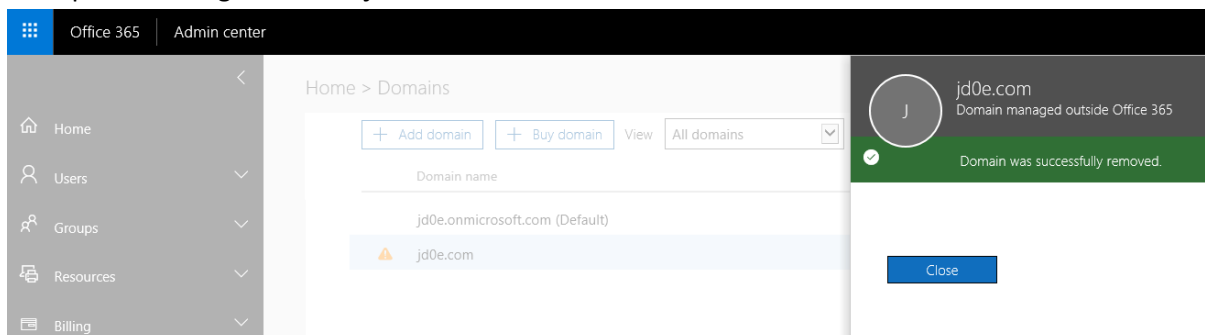 Office 365
Admin center
Home
Users
Groups
Resources
Billing
Home > Domains
+ Add domain
+ Buy domain
View
All domains
Domain name
jd0e.onmicrosoft.com (Default)
jd0e.com
J
jd0e.com
Domain managed outside Office 365
Domain was successfully removed.
Close